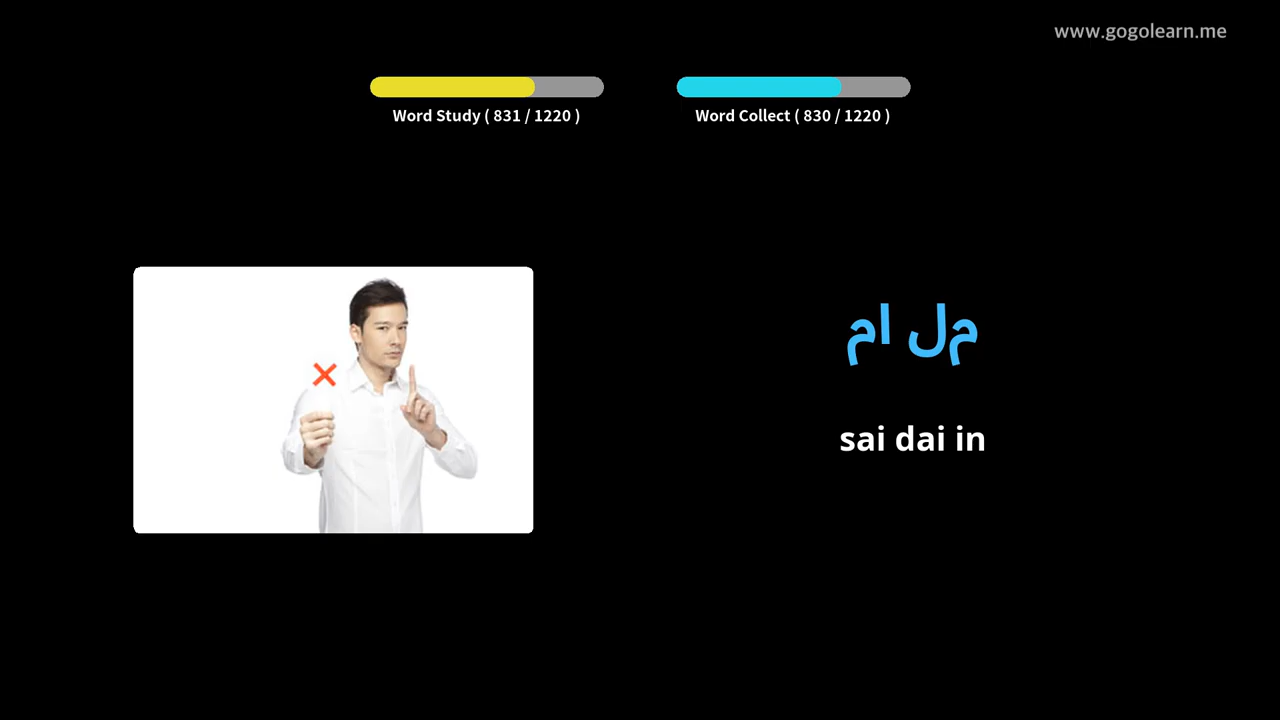 www.gogolearn.me
Word Study ( 831 / 1220 )
Word Collect ( 830 / 1220 )
ما لم
sai dai in